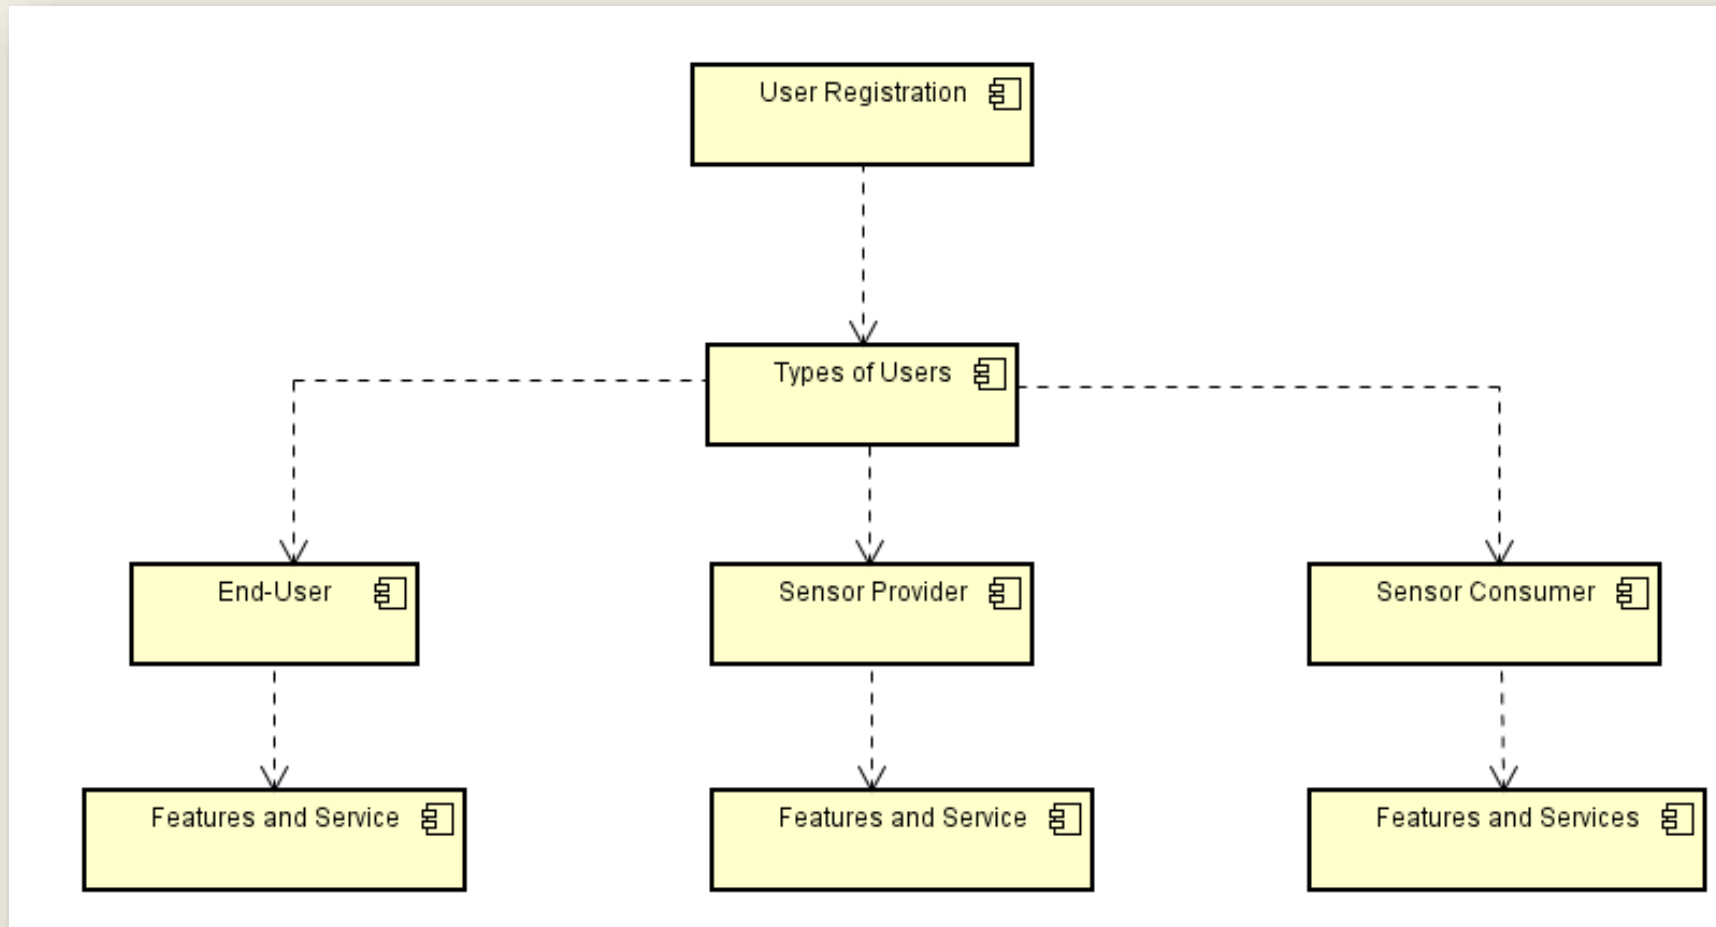 User Registration
Types of Users
End-User
Sensor Provider
Sensor Consumer
Features and Service
Features and Service
Features and Services